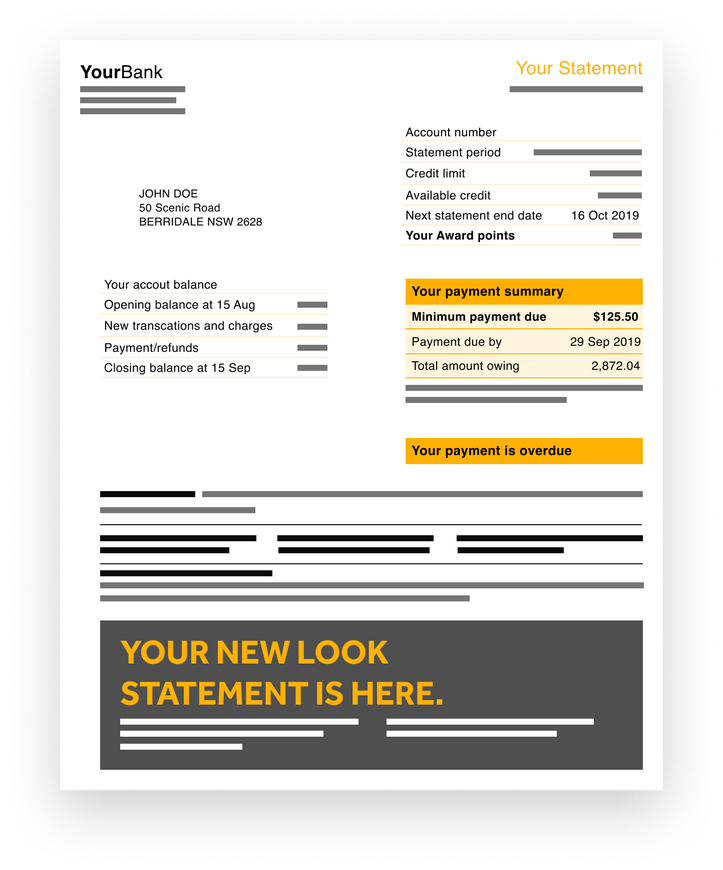 YourBank
Your Statement
Account number
Statement period
Credit limit
Available credit
Next statement end date 16 Oct 2019
Your Award points
JOHN DOE
50 Scenic Road
BERRIDALE NSW 2628
Your accout balance
Opening balance at 15 Aug
New transcations and charges
Payment/refunds
Closing balance at 15 Sep
Your payment summary
Minimum payment due $125.50
Payment due by 29 Sep 2019
Total amount owing 2,872.04
Your payment is overdue
YOUR NEW LOOK
STATEMENT IS HERE.